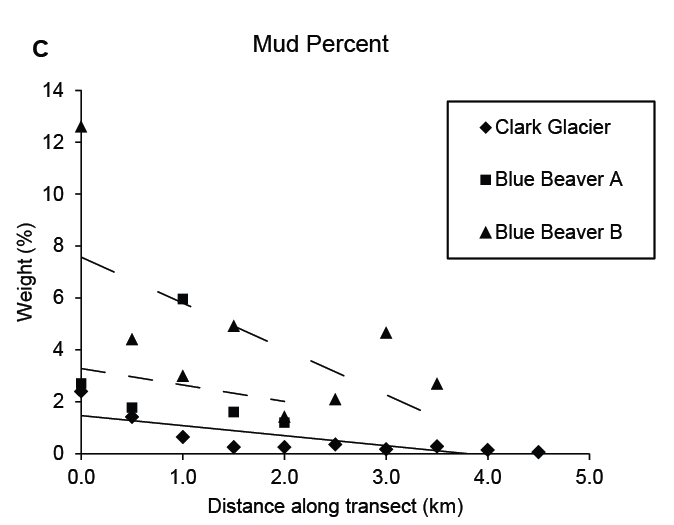 C
Mud Percent
14
12
10
8
6
4
2
0
Weight (%)
Clark Glacier
Blue Beaver A
Blue Beaver B
0.0 1.0 2.0 3.0 4.0 5.0
Distance along transect (km)